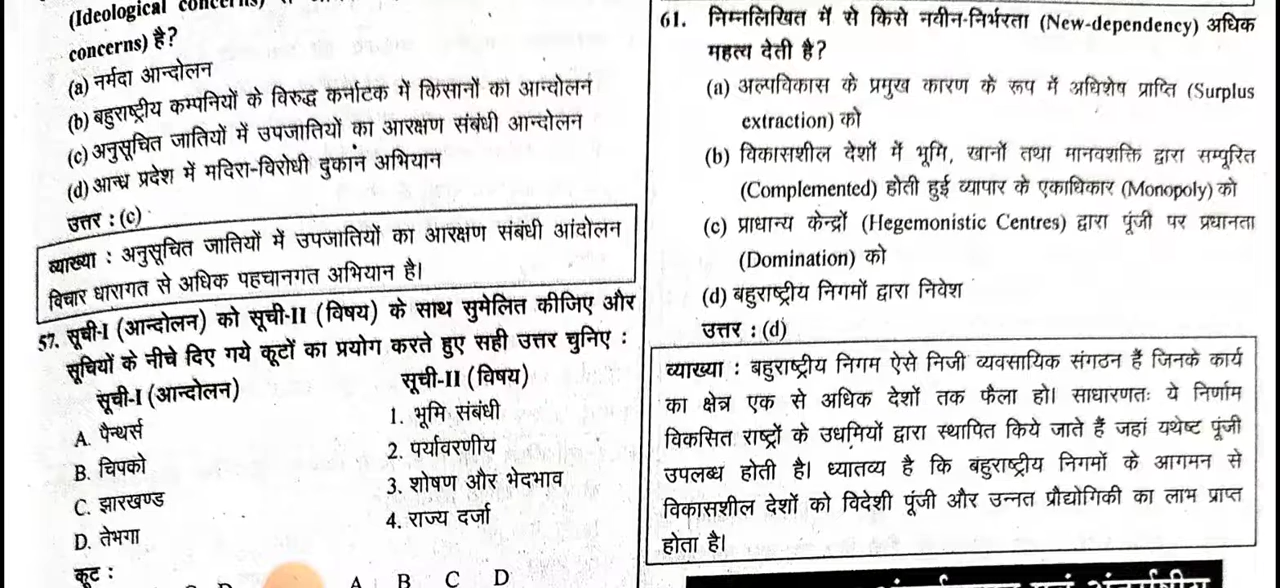 (Ideological concerns)
concerns) है?
(a) नर्मदा आन्दोलन
(b) बहुराष्ट्रीय कम्पनियों के विरुद्ध कर्नाटक में किसानों का आन्दोलन
(c) अनुसूचित जातियों में उपजातियो का आरक्षण संबंधी आन्दोलन
(d) आन्ध्र प्रदेश में मदिरा-विरोधी दुकान अभियान
उत्तर : (c)
व्याख्या : अनुसूचित जातियों में उपजातियों का आरक्षण संबंधी आंदोलन
विचार धारागत से अधिक पहचानगत अभियान है।
57. सूची-I (आन्दोलन) को सूची-II (विषय) के साथ सुमेलित कीजिए और
सूचियों के नीचे दिए गये कूटों का प्रयोग करते हुए सही उत्तर चुनिए :
सूची-I (आन्दोलन) सूची-II (विषय)
A. पैन्थर्स 1. भूमि संबंधी
B. चिपको 2. पर्यावरणीय
C. झारखण्ड 3. शोषण और भेदभाव
D. तेभगा 4. राज्य दर्जा
कूट :
A B C D
61. निम्नलिखित में से किसे नवीन-निर्भरता (New-dependency) अधिक
महत्व देती है?
(a) अल्पविकास के प्रमुख कारण के रूप में अधिशेष प्राप्ति (Surplus
extraction) को
(b) विकासशील देशों में भूमि, खानों तथा मानवशक्ति द्वारा सम्पूरित
(Complemented) होती हुई व्यापार के एकाधिकार (Monopoly) को
(c) प्राधान्य केन्द्रों (Hegemonistic Centres) द्वारा पूंजी पर प्रधानता
(Domination) को
(d) बहुराष्ट्रीय निगमों द्वारा निवेश
उत्तर : (d)
व्याख्या : बहुराष्ट्रीय निगम ऐसे निजी व्यवसायिक संगठन हैं जिनके कार्य
का क्षेत्र एक से अधिक देशों तक फैला हो। साधारणतः ये निर्णाम
विकसित राष्ट्रों के उधमियों द्वारा स्थापित किये जाते हैं जहां यथेष्ट पूंजी
उपलब्ध होती है। ध्यातव्य है कि बहुराष्ट्रीय निगमों के आगमन से
विकासशील देशों को विदेशी पूंजी और उन्नत प्रौद्योगिकी का लाभ प्राप्त
होता है।